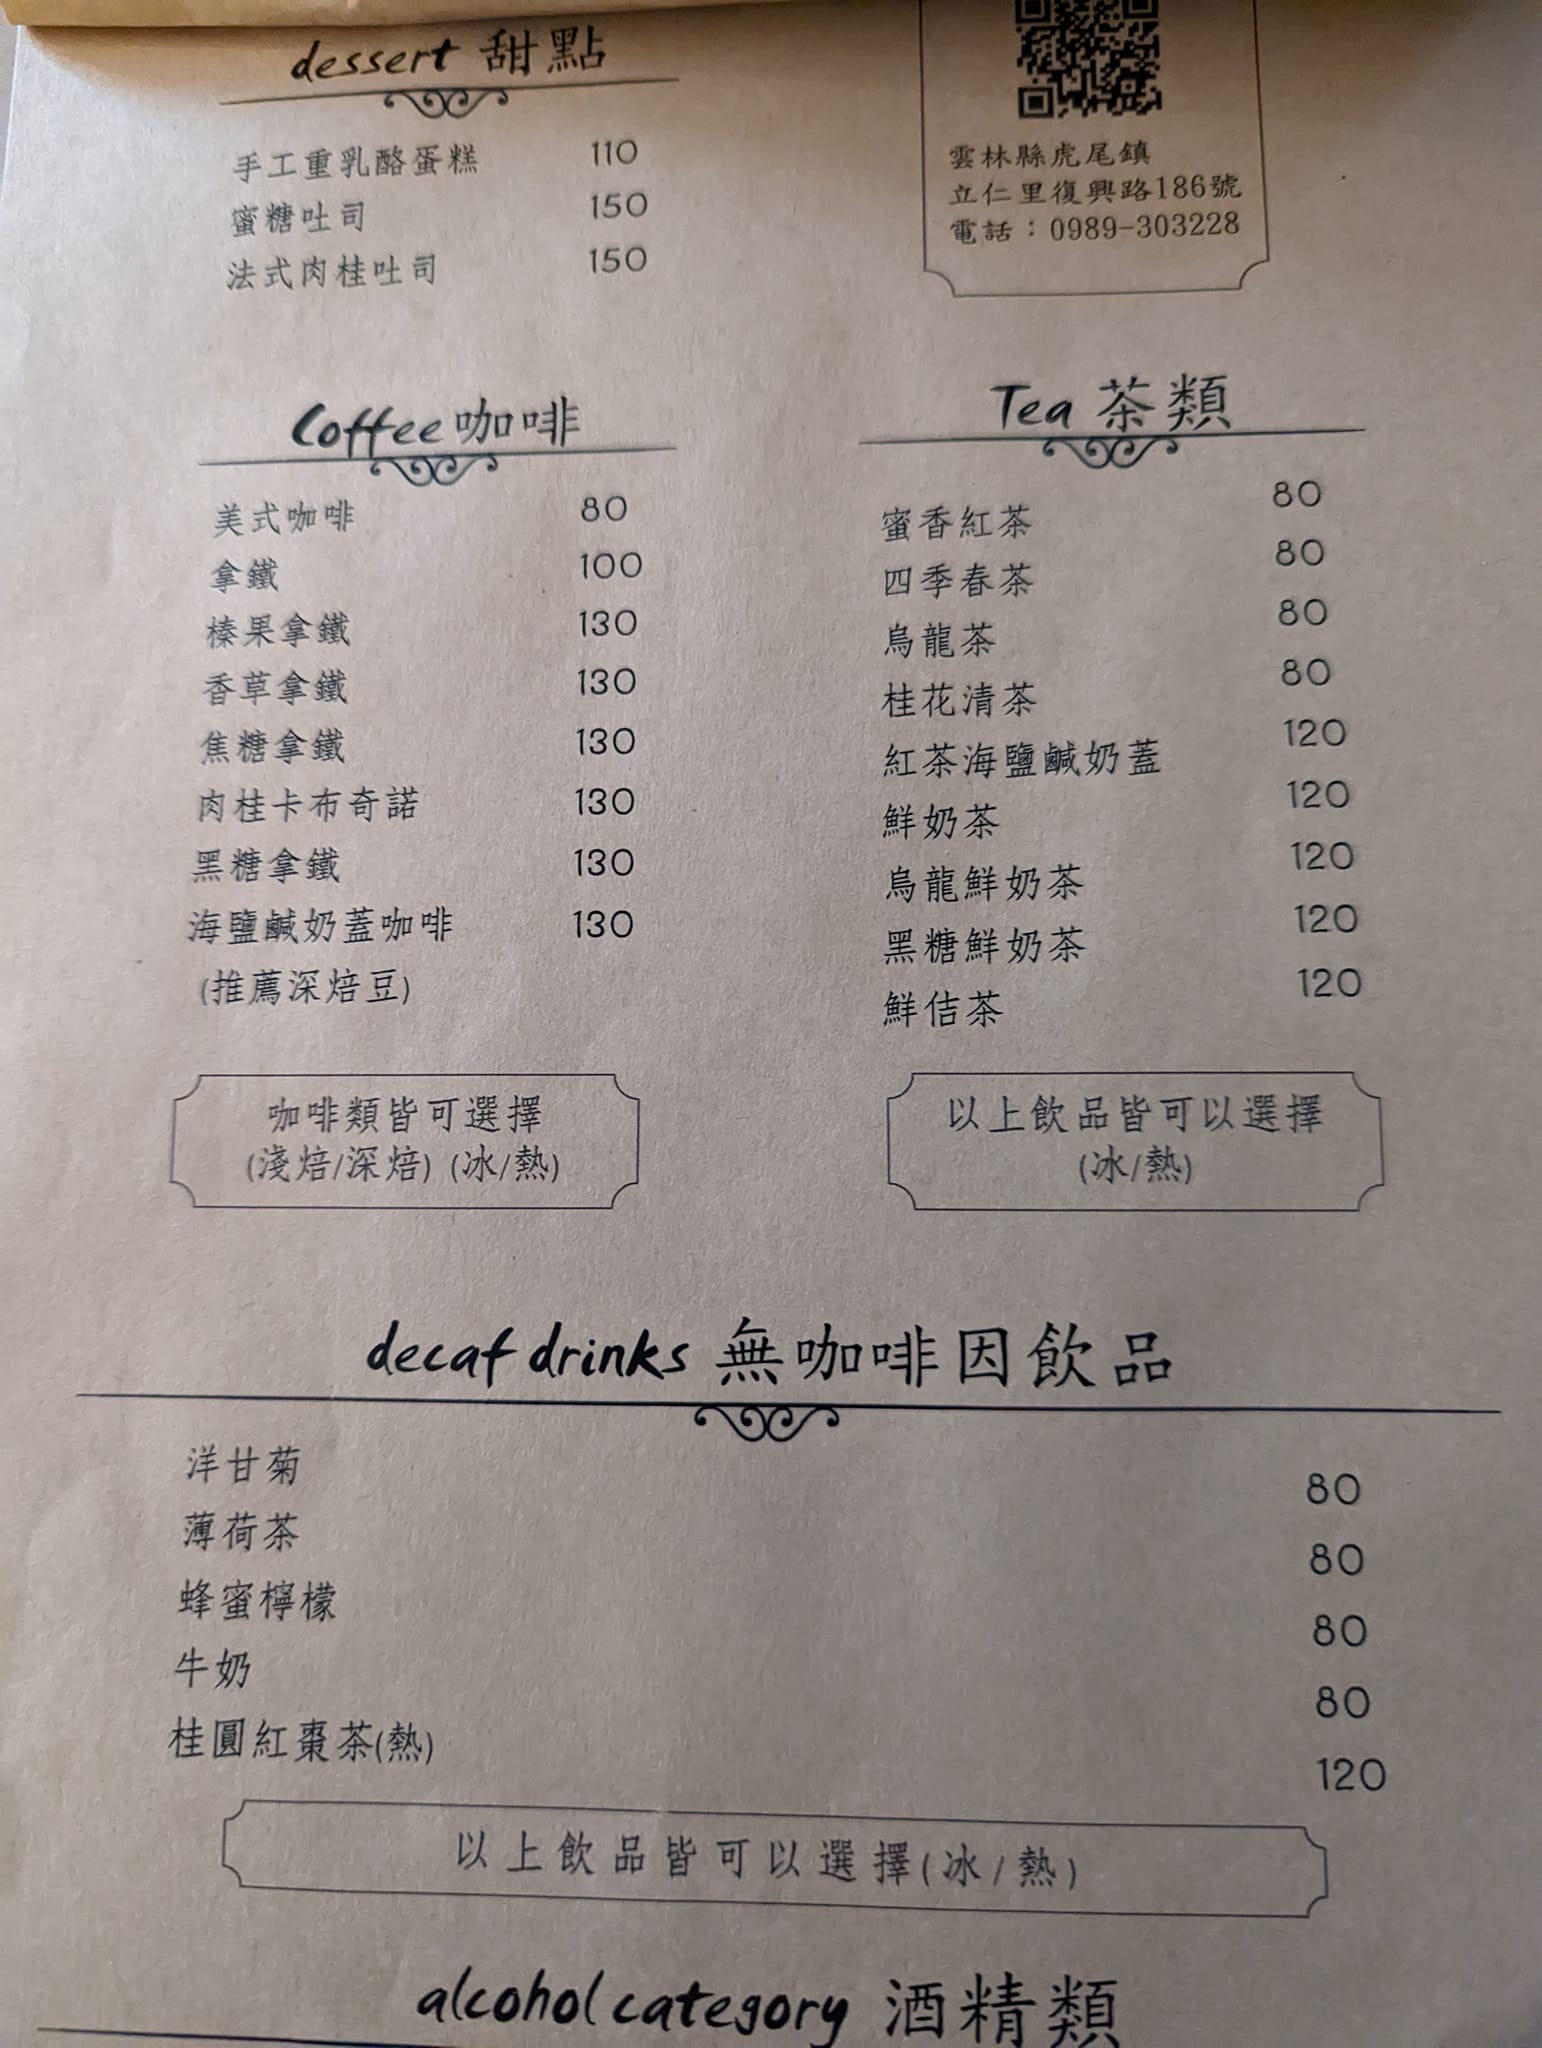 dessert 甜點
手工重乳酪蛋糕 110
蜜糖吐司 150
法式肉桂吐司 150
雲林縣虎尾鎮
立仁里復興路186號
電話：0989-303228
Coffee 咖啡
美式咖啡 80
拿鐵 100
榛果拿鐵 130
香草拿鐵 130
焦糖拿鐵 130
肉桂卡布奇諾 130
黑糖拿鐵 130
海鹽鹹奶蓋咖啡 130
(推薦深焙豆)
咖啡類皆可選擇
(淺焙/深焙) (冰/熱)
Tea 茶類
蜜香紅茶 80
四季春茶 80
烏龍茶 80
桂花清茶 80
紅茶海鹽鹹奶蓋 120
鮮奶茶 120
烏龍鮮奶茶 120
黑糖鮮奶茶 120
鮮佶茶 120
以上飲品皆可以選擇
(冰/熱)
decaf drinks 無咖啡因飲品
洋甘菊 80
薄荷茶 80
蜂蜜檸檬 80
牛奶 80
桂圓紅棗茶(熱) 120
以上飲品皆可以選擇(冰/熱)
alcohol category 酒精類